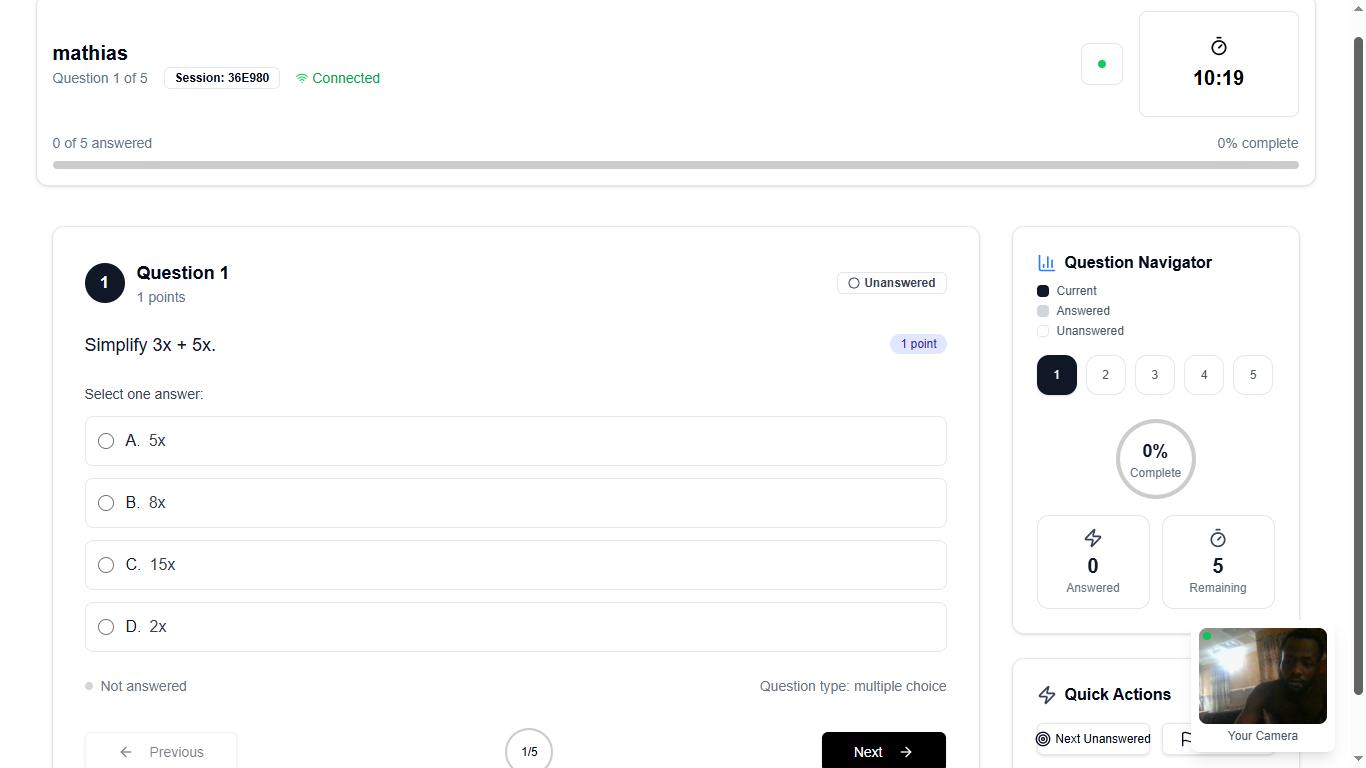 mathias
Question 1 of 5 Session: 36E980 Connected
10:19
0 of 5 answered 0% complete
1 Question 1
1 points
Unanswered
Simplify 3x + 5x.
1 point
Select one answer:
A. 5x
B. 8x
C. 15x
D. 2x
Not answered Question type: multiple choice
Previous 1/5 Next
Question Navigator
Current
Answered
Unanswered
1 2 3 4 5
0%
Complete
0
Answered
5
Remaining
Quick Actions
Next Unanswered
Your Camera